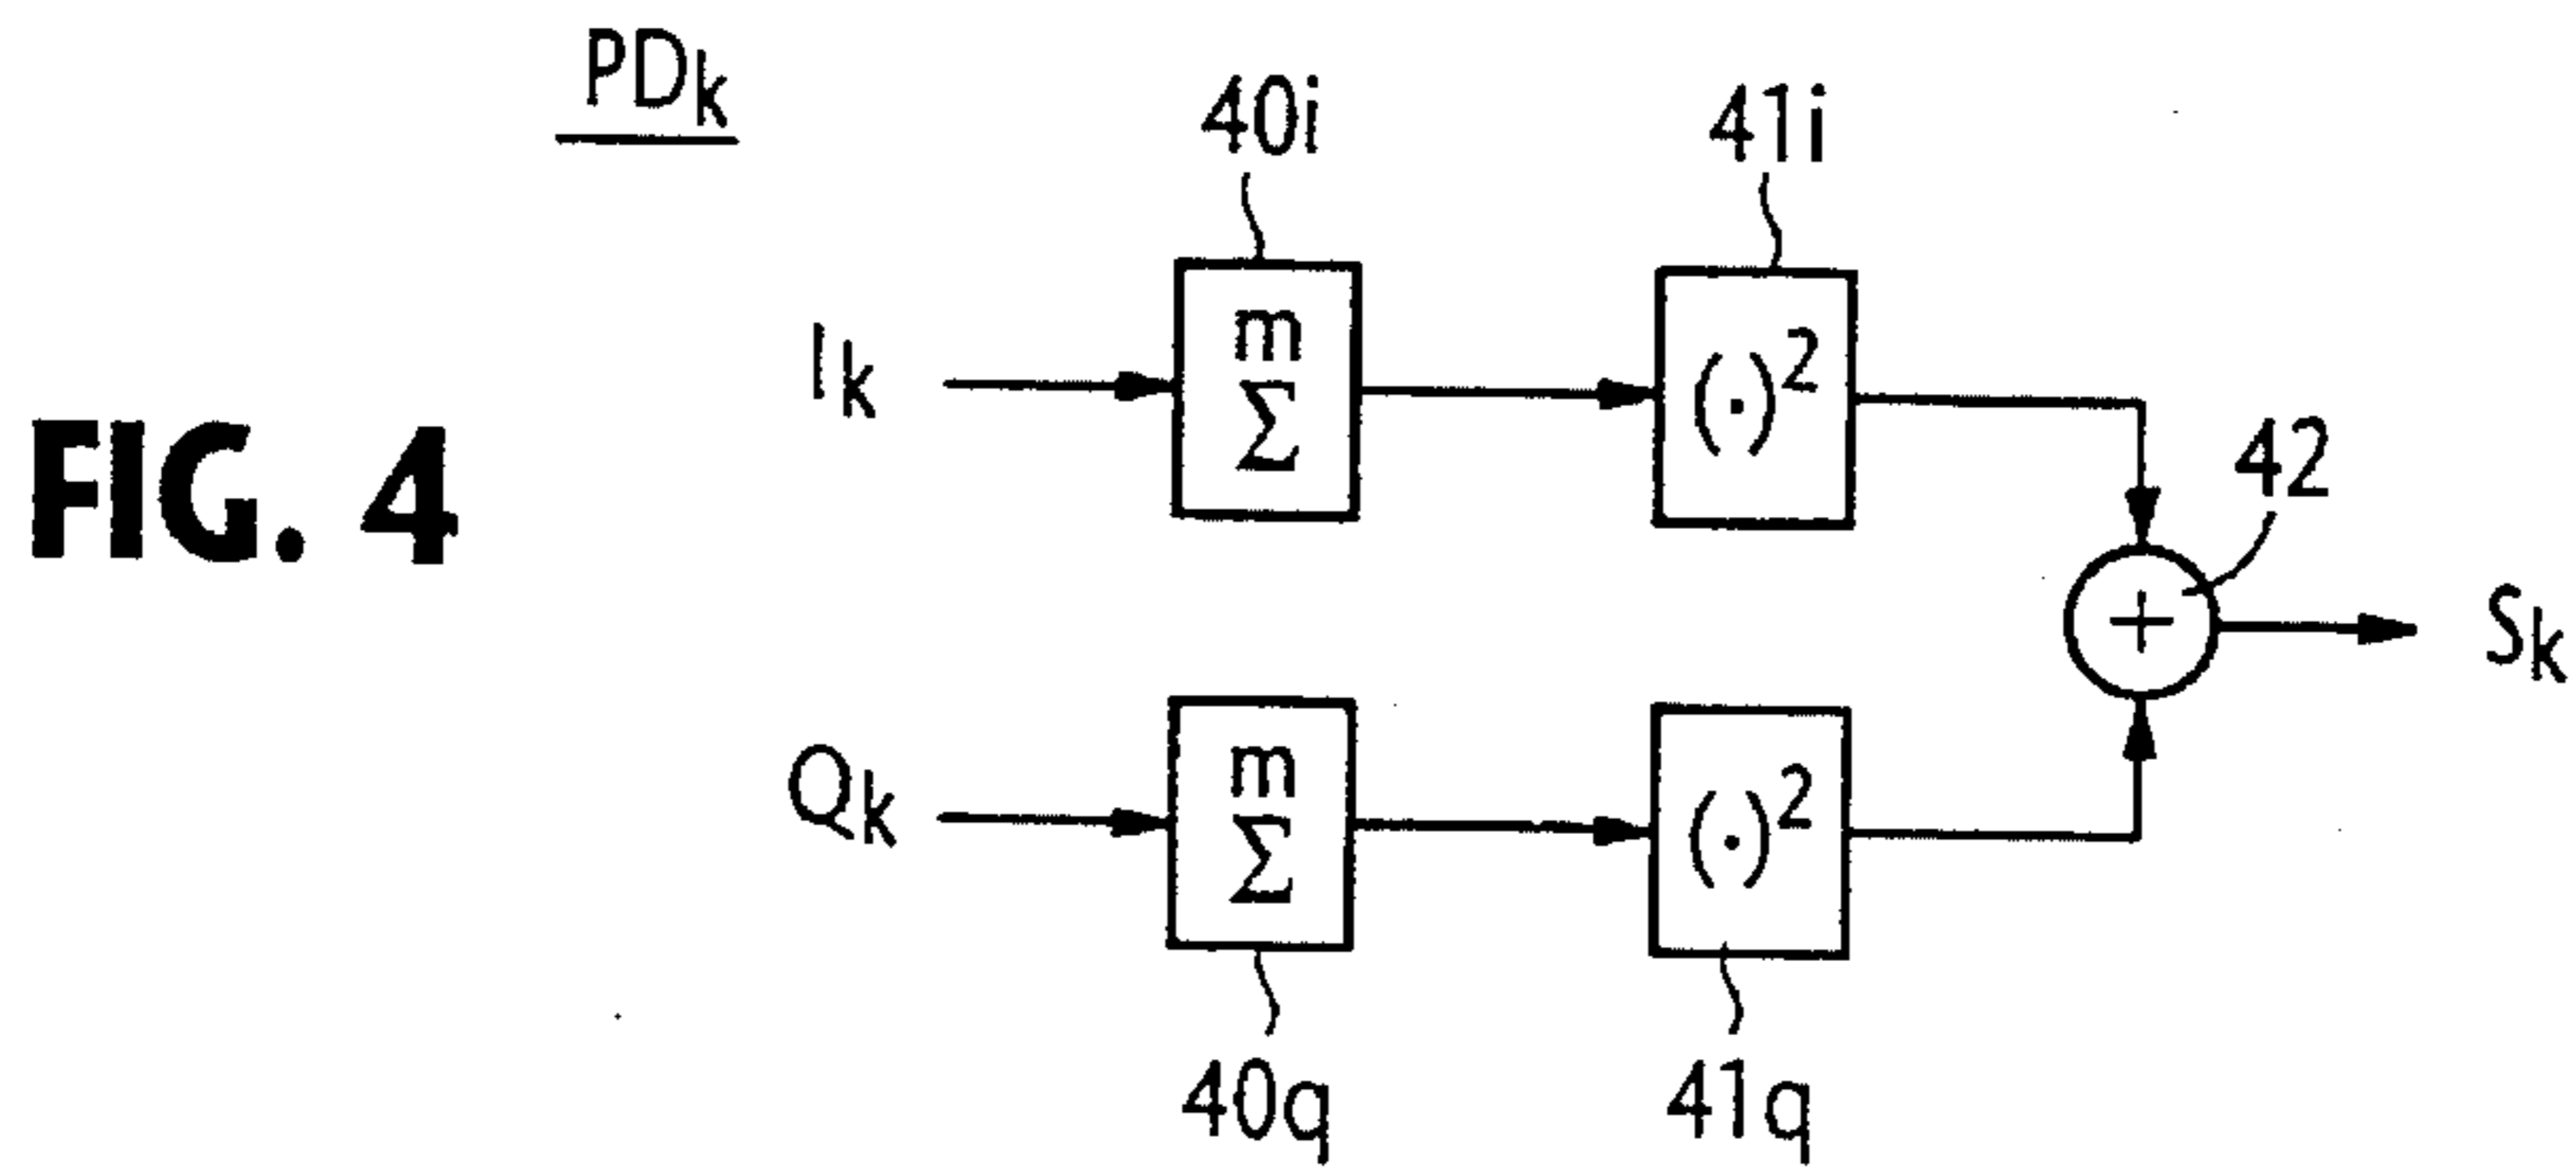 PDk
40i
41i
Ik
m
Σ
(·)²
FIG. 4
42
+
Sk
Qk
m
Σ
(·)²
40q
41q